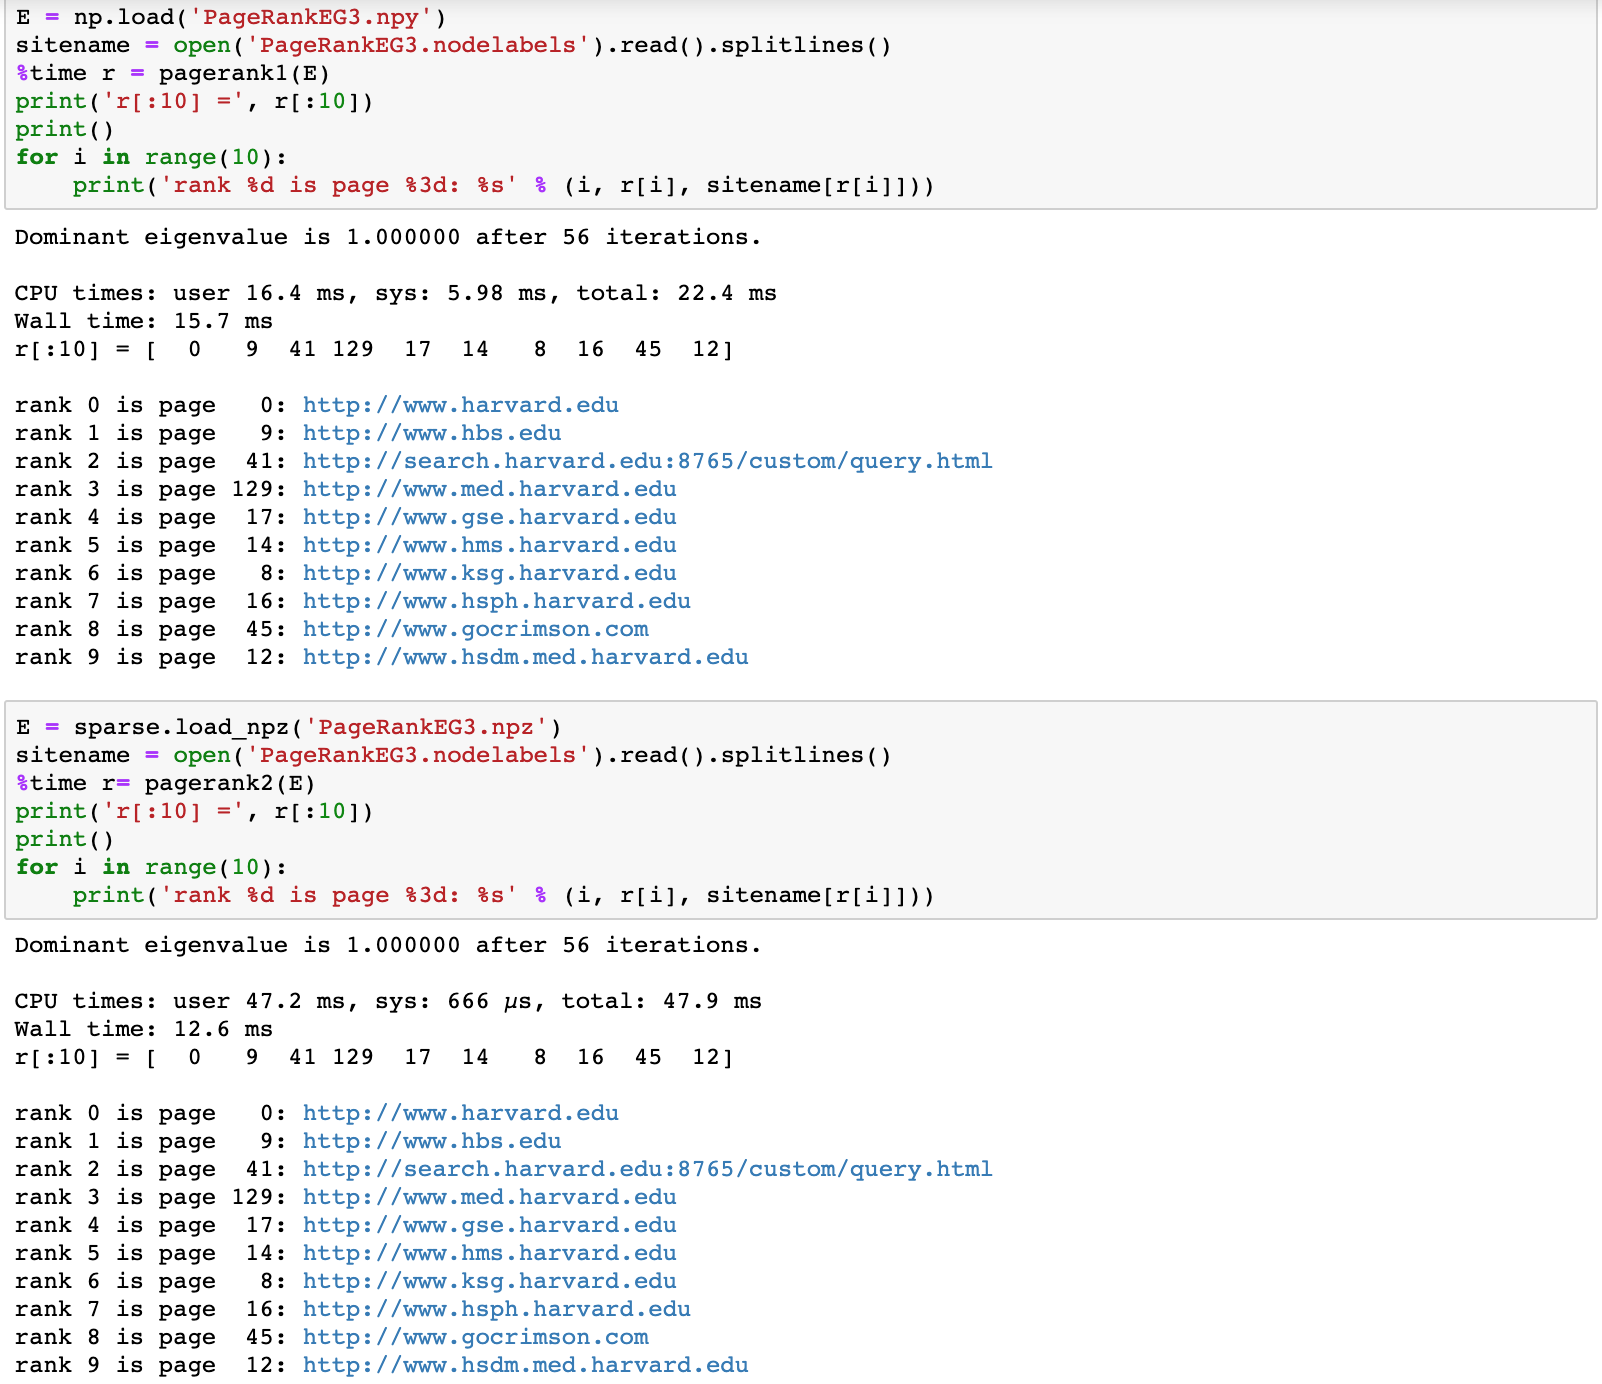 E = np.load('PageRankEG3.npy')
sitename = open('PageRankEG3.nodelabels').read().splitlines()
%time r = pagerank1(E)
print('r[:10] =', r[:10])
print()
for i in range(10):
    print('rank %d is page %3d: %s' % (i, r[i], sitename[r[i]]))
Dominant eigenvalue is 1.000000 after 56 iterations.
CPU times: user 16.4 ms, sys: 5.98 ms, total: 22.4 ms
Wall time: 15.7 ms
r[:10] = [  0   9  41 129  17  14   8  16  45  12]
rank 0 is page   0: http://www.harvard.edu
rank 1 is page   9: http://www.hbs.edu
rank 2 is page  41: http://search.harvard.edu:8765/custom/query.html
rank 3 is page 129: http://www.med.harvard.edu
rank 4 is page  17: http://www.gse.harvard.edu
rank 5 is page  14: http://www.hms.harvard.edu
rank 6 is page   8: http://www.ksg.harvard.edu
rank 7 is page  16: http://www.hsph.harvard.edu
rank 8 is page  45: http://www.gocrimson.com
rank 9 is page  12: http://www.hsdm.med.harvard.edu
E = sparse.load_npz('PageRankEG3.npz')
sitename = open('PageRankEG3.nodelabels').read().splitlines()
%time r= pagerank2(E)
print('r[:10] =', r[:10])
print()
for i in range(10):
    print('rank %d is page %3d: %s' % (i, r[i], sitename[r[i]]))
Dominant eigenvalue is 1.000000 after 56 iterations.
CPU times: user 47.2 ms, sys: 666 µs, total: 47.9 ms
Wall time: 12.6 ms
r[:10] = [  0   9  41 129  17  14   8  16  45  12]
rank 0 is page   0: http://www.harvard.edu
rank 1 is page   9: http://www.hbs.edu
rank 2 is page  41: http://search.harvard.edu:8765/custom/query.html
rank 3 is page 129: http://www.med.harvard.edu
rank 4 is page  17: http://www.gse.harvard.edu
rank 5 is page  14: http://www.hms.harvard.edu
rank 6 is page   8: http://www.ksg.harvard.edu
rank 7 is page  16: http://www.hsph.harvard.edu
rank 8 is page  45: http://www.gocrimson.com
rank 9 is page  12: http://www.hsdm.med.harvard.edu